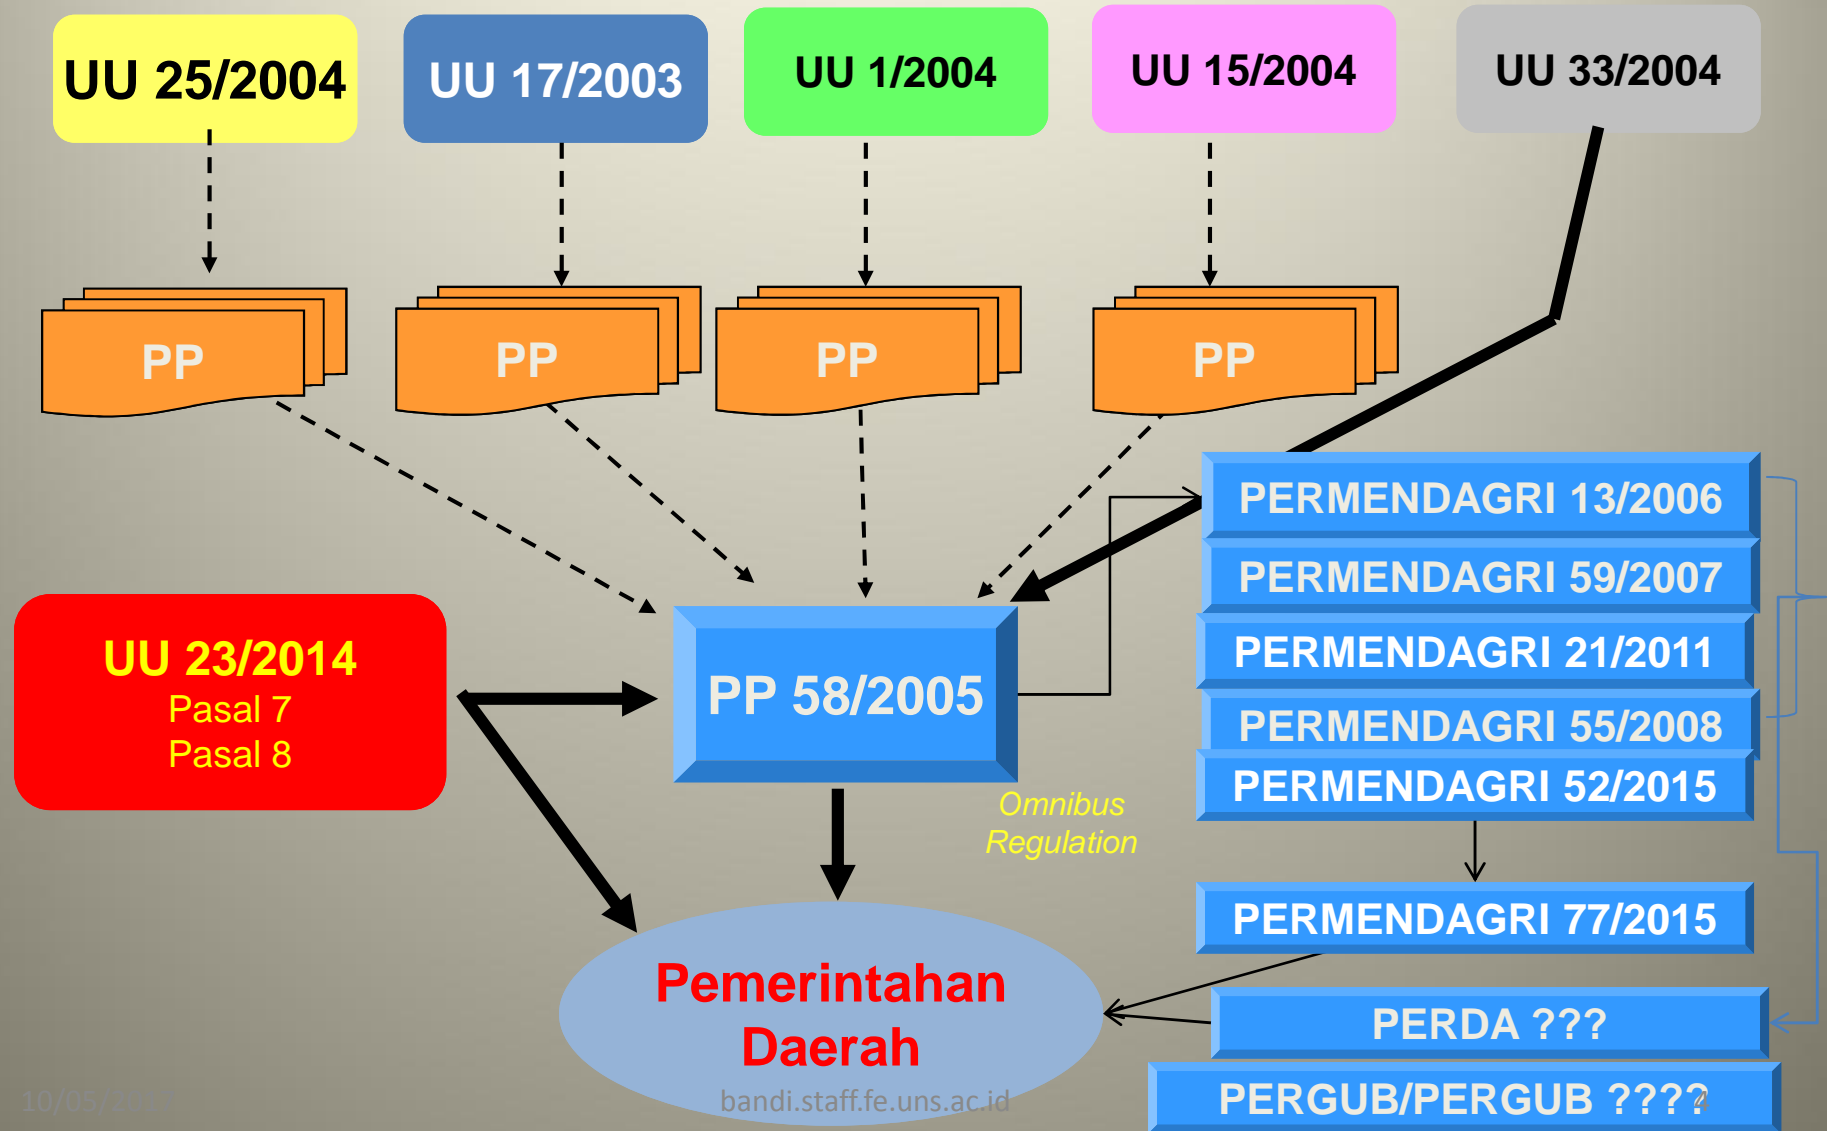 UU 25/2004
UU 17/2003
UU 1/2004
UU 15/2004
UU 33/2004
PP
PP
PP
PP
PERMENDAGRI 13/2006
PERMENDAGRI 59/2007
PERMENDAGRI 21/2011
PERMENDAGRI 55/2008
PERMENDAGRI 52/2015
UU 23/2014
Pasal 7
Pasal 8
PP 58/2005
Omnibus
Regulation
PERMENDAGRI 77/2015
Pemerintahan
Daerah
PERDA ???
PERGUB/PERGUB ????
bandi.staff.fe.uns.ac.id
4